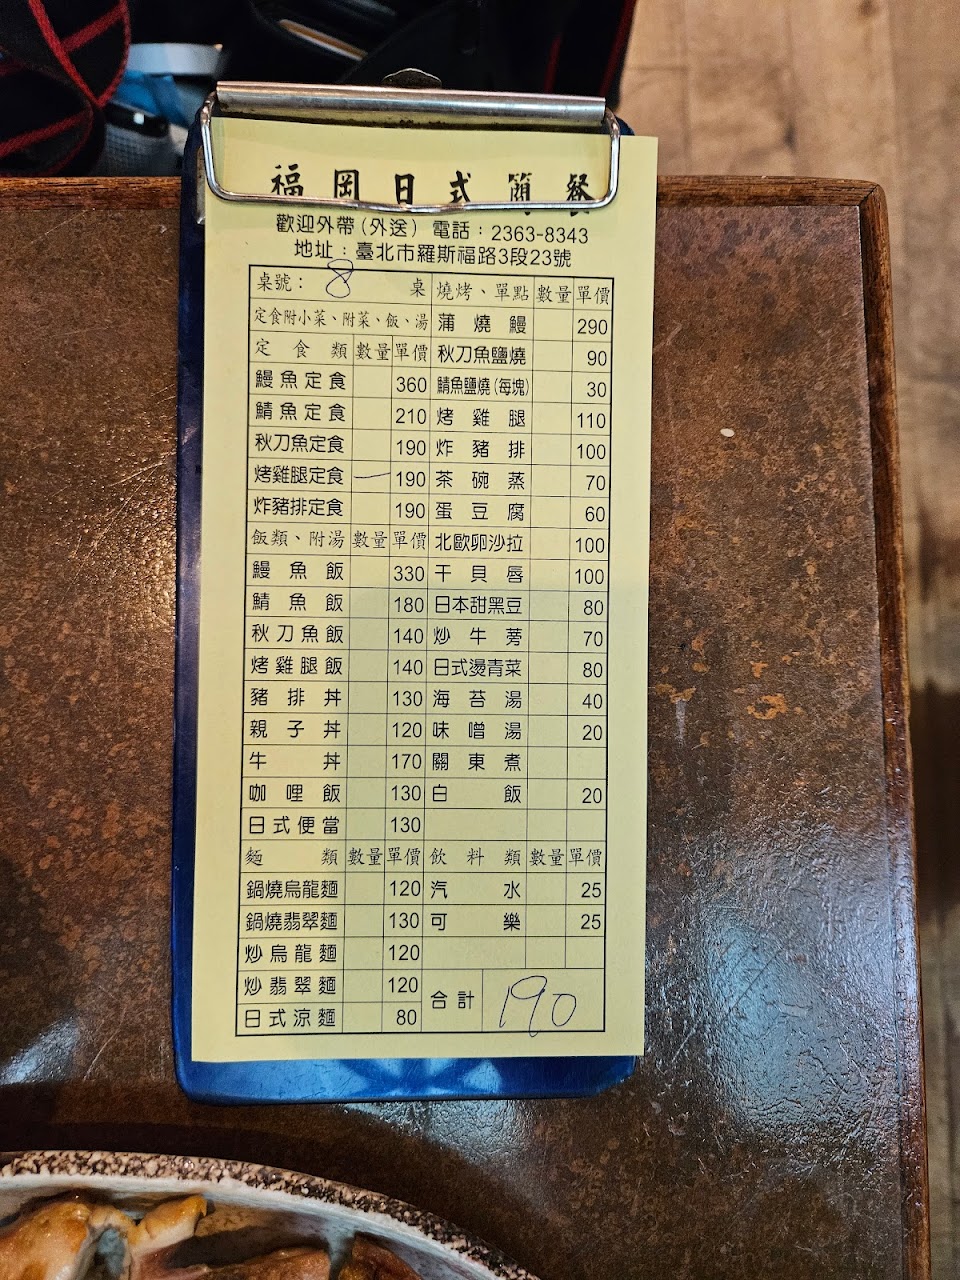 福岡日式簡餐
歡迎外帶(外送) 電話：2363-8343
地址：臺北市羅斯福路3段23號
桌號： 8 桌 燒烤、單點 數量 單價
定食附小菜、附菜、飯、湯 蒲燒鰻 290
定食類 數量 單價 秋刀魚鹽燒 90
鰻魚定食 360 鯖魚鹽燒(每塊) 30
鯖魚定食 210 烤雞腿 110
秋刀魚定食 190 炸豬排 100
烤雞腿定食 一 190 茶碗蒸 70
炸豬排定食 190 蛋豆腐 60
飯類、附湯 數量 單價 北歐卵沙拉 100
鰻魚飯 330 干貝唇 100
鯖魚飯 180 日本甜黑豆 80
秋刀魚飯 140 炒牛蒡 70
烤雞腿飯 140 日式燙青菜 80
豬排丼 130 海苔湯 40
親子丼 120 味噌湯 20
牛丼 170 關東煮
咖哩飯 130 白飯 20
日式便當 130
麵類 數量 單價 飲料類 數量 單價
鍋燒烏龍麵 120 汽水 25
鍋燒翡翠麵 130 可樂 25
炒烏龍麵 120
炒翡翠麵 120 合計 190
日式涼麵 80